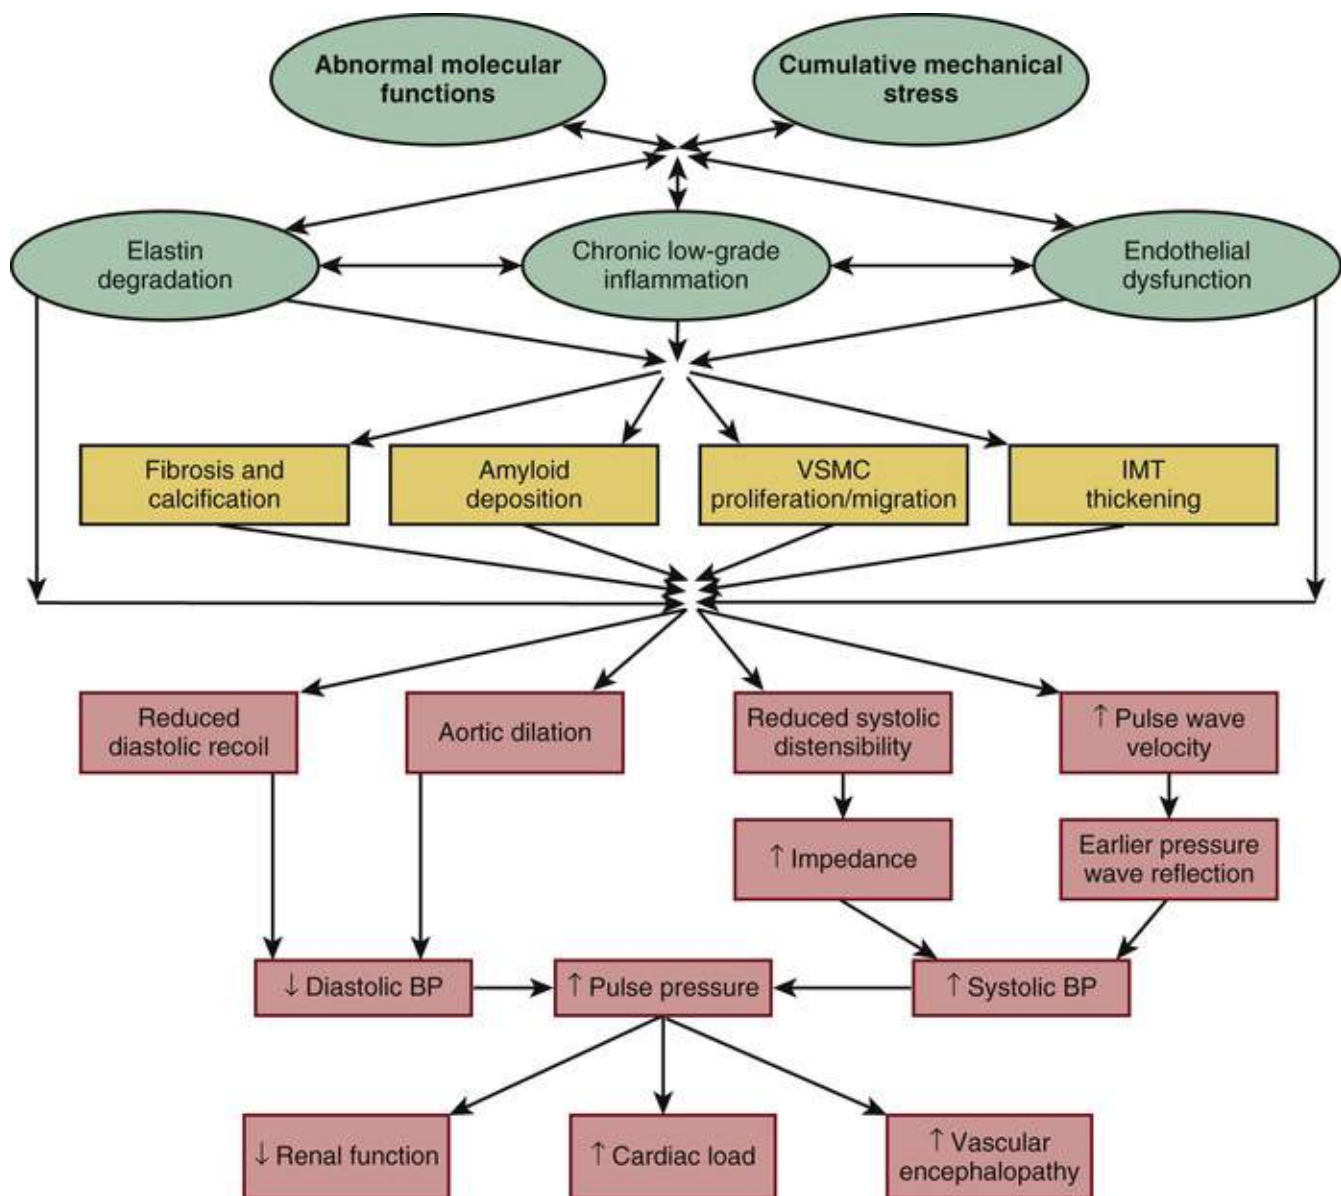 Abnormal molecular
functions
Cumulative mechanical
stress
Elastin
degradation
Chronic low-grade
inflammation
Endothelial
dysfunction
Fibrosis and
calcification
Amyloid
deposition
VSMC
proliferation/migration
IMT
thickening
Reduced
diastolic recoil
Aortic dilation
Reduced systolic
distensibility
↑ Pulse wave
velocity
↑ Impedance
Earlier pressure
wave reflection
↓ Diastolic BP
↑ Pulse pressure
↑ Systolic BP
↓ Renal function
↑ Cardiac load
↑ Vascular
encephalopathy